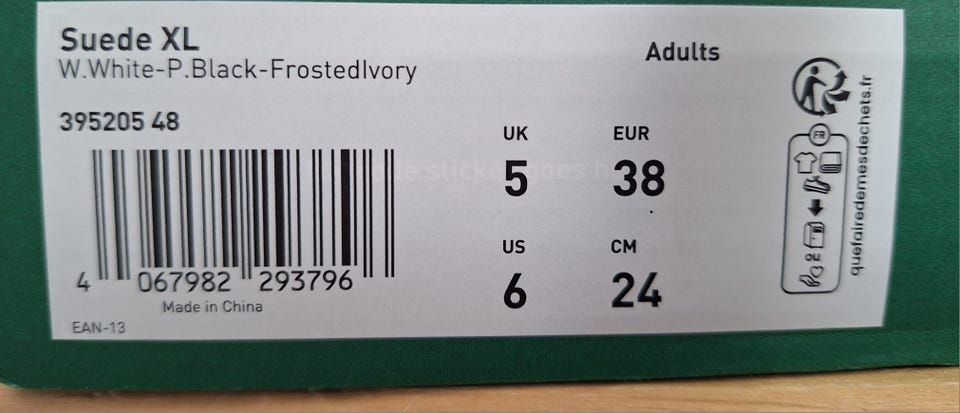 Suede XL
W.White-P.Black-FrostedIvory
Adults
395205 48
UK
5
EUR
38
US
6
CM
24
4 067982 293796
Made in China
EAN-13
FR
quefairedemesdechets.fr